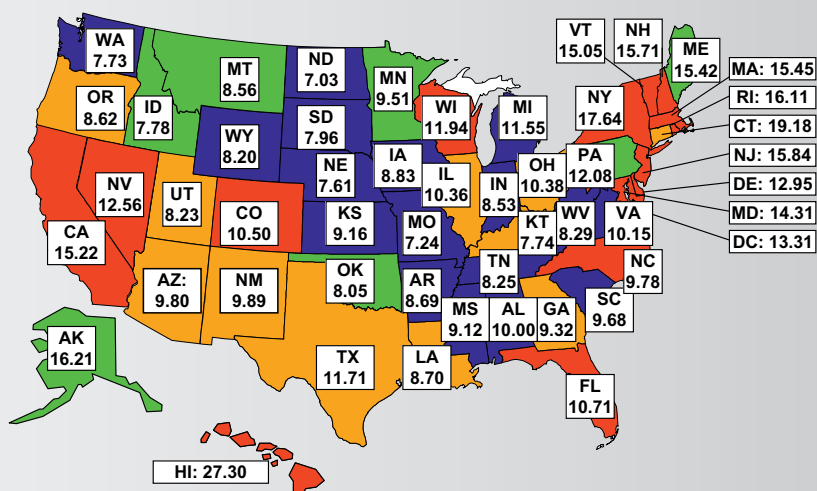 WA
7.73
OR
8.62
ID
7.78
MT
8.56
ND
7.03
MN
9.51
SD
7.96
WY
8.20
NE
7.61
IA
8.83
WI
11.94
MI
11.55
IL
10.36
IN
8.53
OH
10.38
PA
12.08
NY
17.64
VT
15.05
NH
15.71
ME
15.42
MA: 15.45
RI: 16.11
CT: 19.18
NJ: 15.84
DE: 12.95
MD: 14.31
DC: 13.31
CA
15.22
NV
12.56
UT
8.23
CO
10.50
KS
9.16
MO
7.24
KT
7.74
WV
8.29
VA
10.15
NC
9.78
AZ:
9.80
NM
9.89
OK
8.05
AR
8.69
TN
8.25
SC
9.68
MS
9.12
AL
10.00
GA
9.32
TX
11.71
LA
8.70
FL
10.71
AK
16.21
HI: 27.30